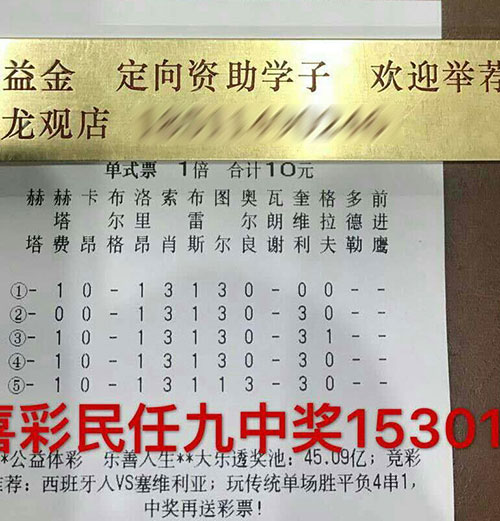 益金 定向资助学子 欢迎举荐
龙观店
单式票 1倍 合计10元
赫 赫 卡 布 洛 索 布 图 奥 瓦 奎 格 多 前
塔 尔 里 雷 尔 朗 维 拉 德 进
塔 费 昂 格 昂 肖 斯 尔 良 谢 利 夫 勒 鹰
①- 1 0 - 1 3 1 3 0 - 0 0 - -
②- 0 0 - 1 3 1 3 0 - 3 0 - -
③- 1 0 - 1 3 1 3 0 - 3 1 - -
④- 1 0 - 1 3 1 3 0 - 3 0 - -
⑤- 1 0 - 1 3 1 1 3 - 3 0 - -
喜彩民任九中奖15301
*公益体彩 乐善人生**大乐透奖池：45.09亿；竞彩
推荐：西班牙人VS塞维利亚；玩传统单场胜平负4串1，
中奖再送彩票！